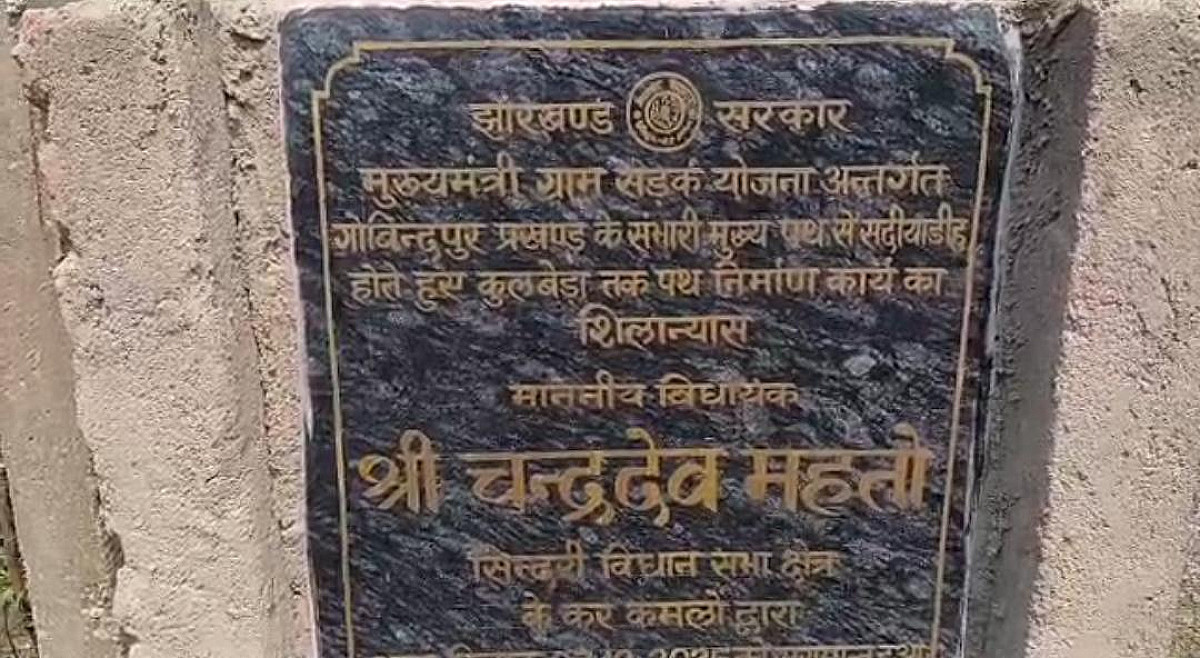 झारखण्ड सरकार
मुख्यमंत्री ग्राम सड़क योजना अन्तर्गत
गोविन्दपुर प्रखण्ड के संभारी मुख्य पथ से सदीयाडीह
होते हुए कुलबेड़ा तक पथ निर्माण कार्य का
शिलान्यास
माननीय विधायक
श्री चन्द्रदेव महतो
सिन्दरी विधान सभा क्षेत्र
के कर कमलों द्वारा